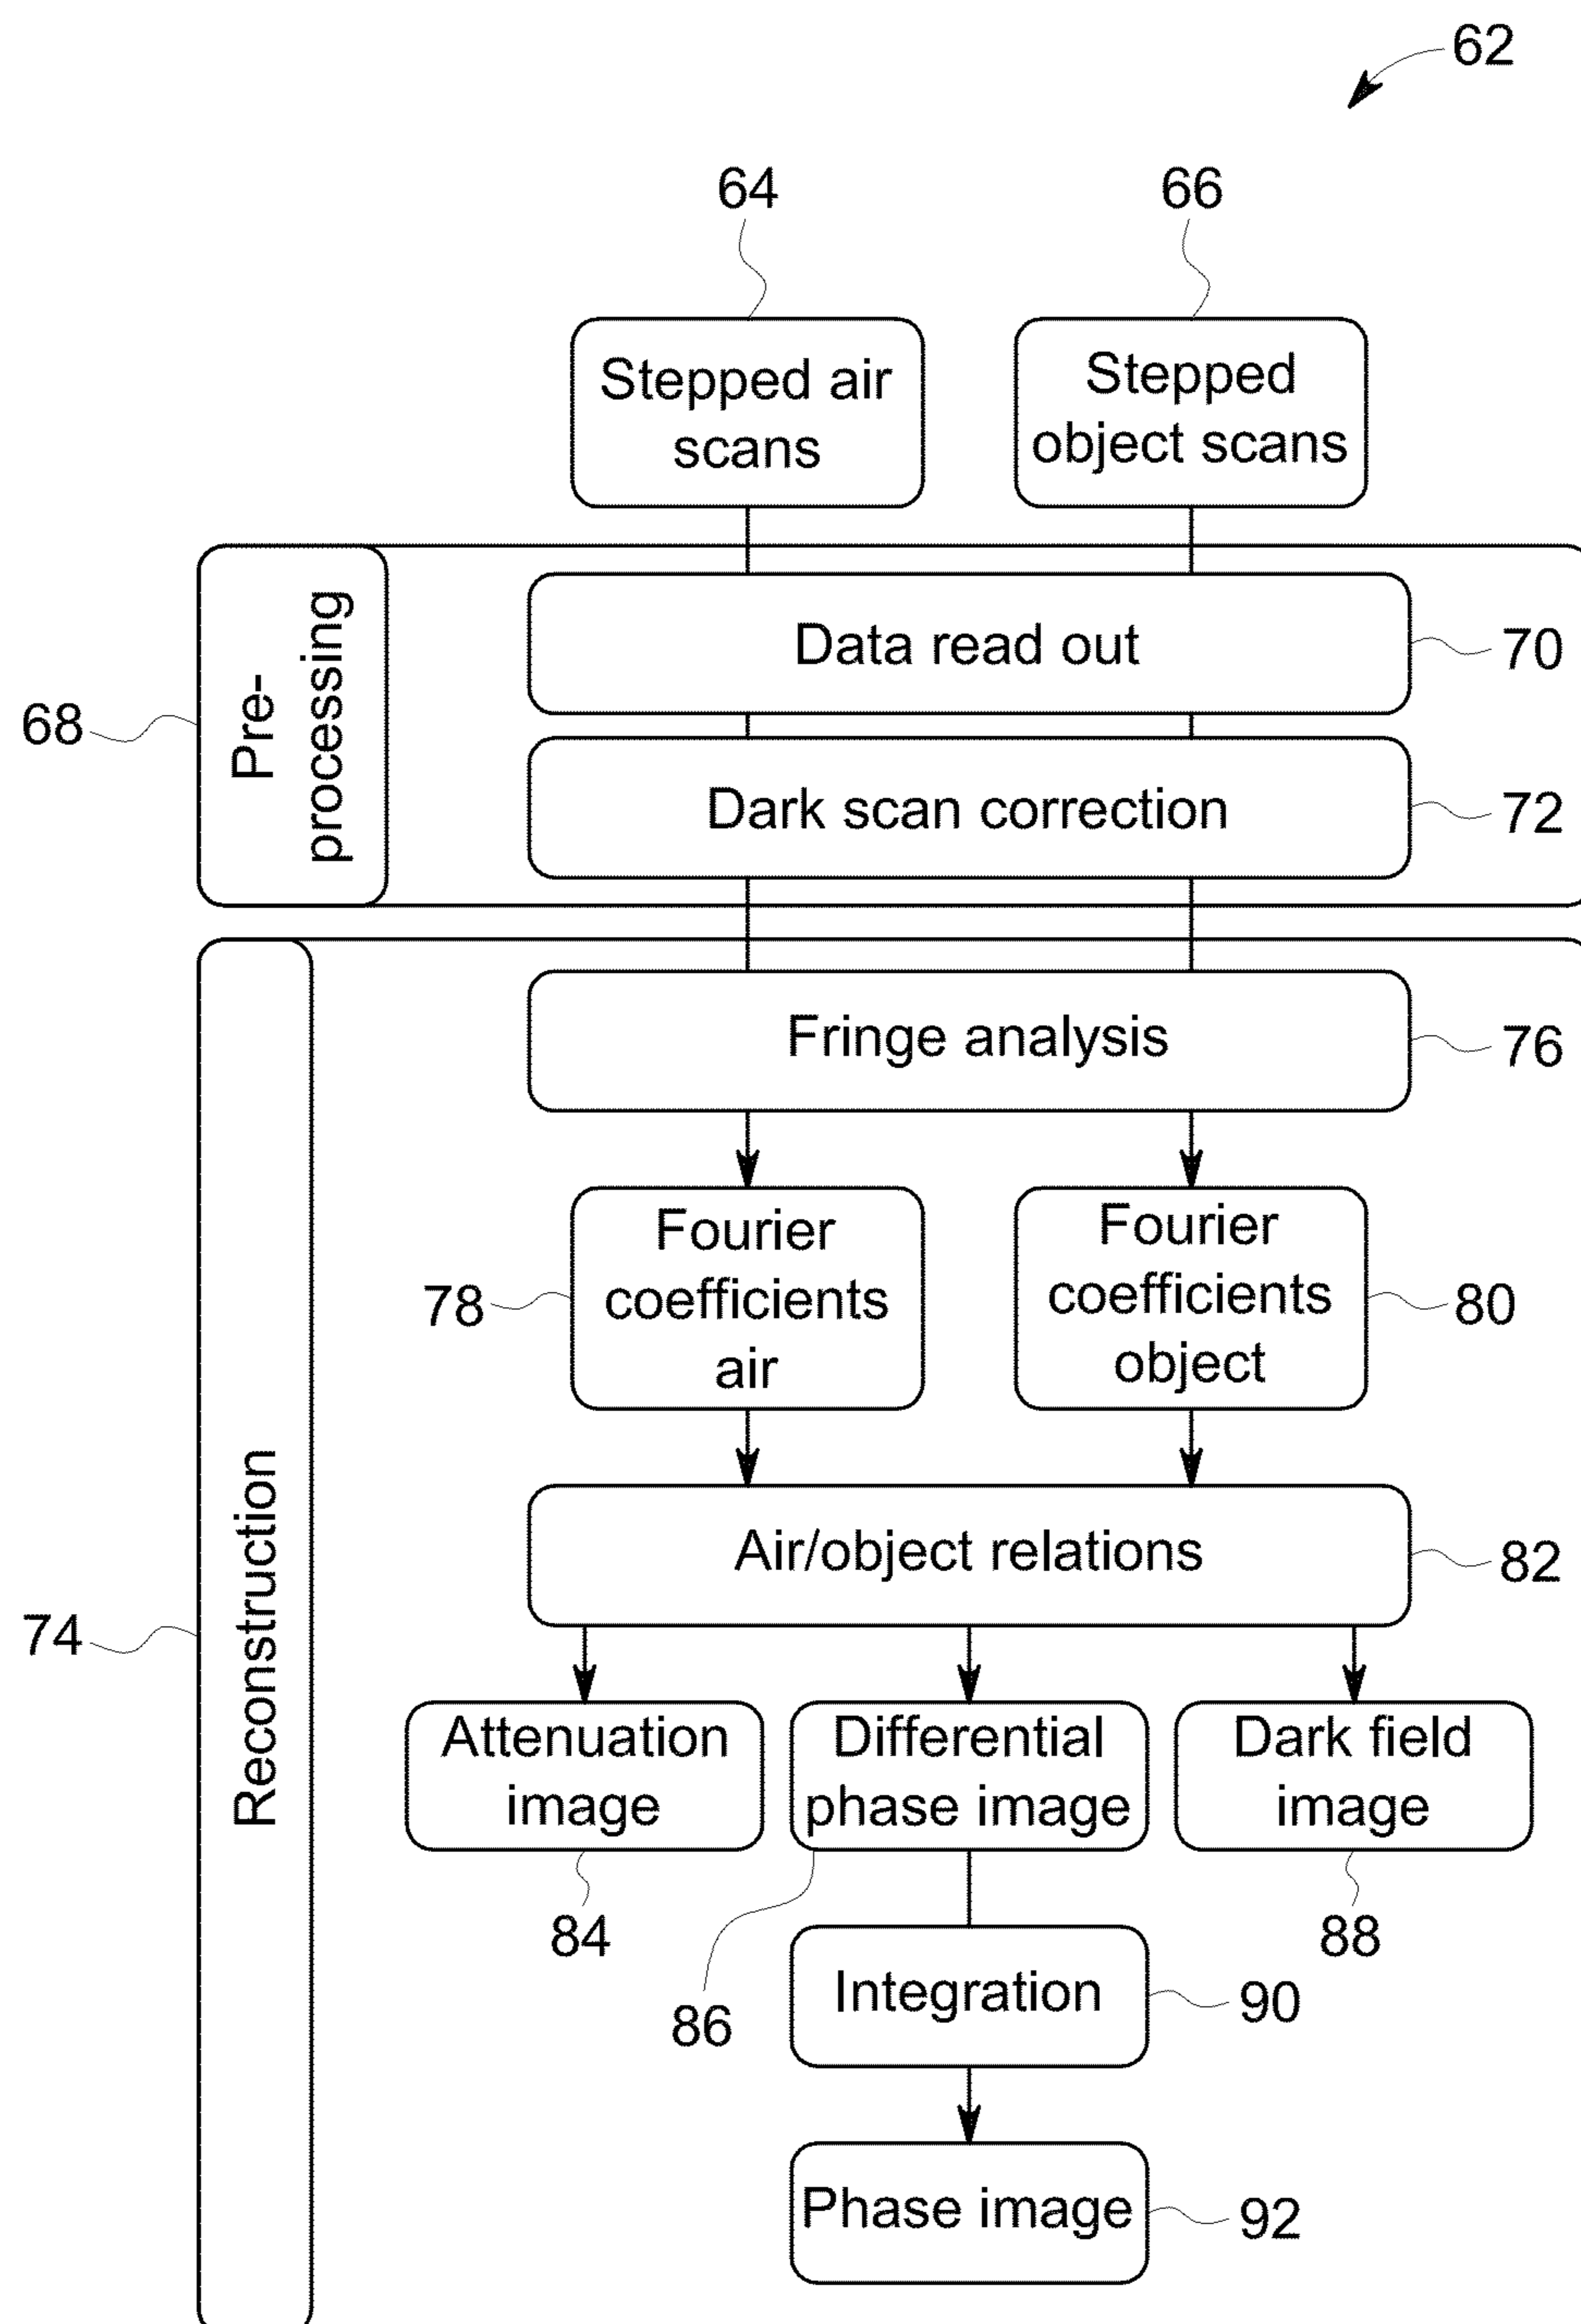 62
64
66
Stepped air
scans
Stepped
object scans
68
Pre-
processing
Data read out
70
Dark scan correction
72
74
Reconstruction
Fringe analysis
76
78
Fourier
coefficients
air
Fourier
coefficients
object
80
Air/object relations
82
Attenuation
image
84
Differential
phase image
86
Dark field
image
88
Integration
90
Phase image
92